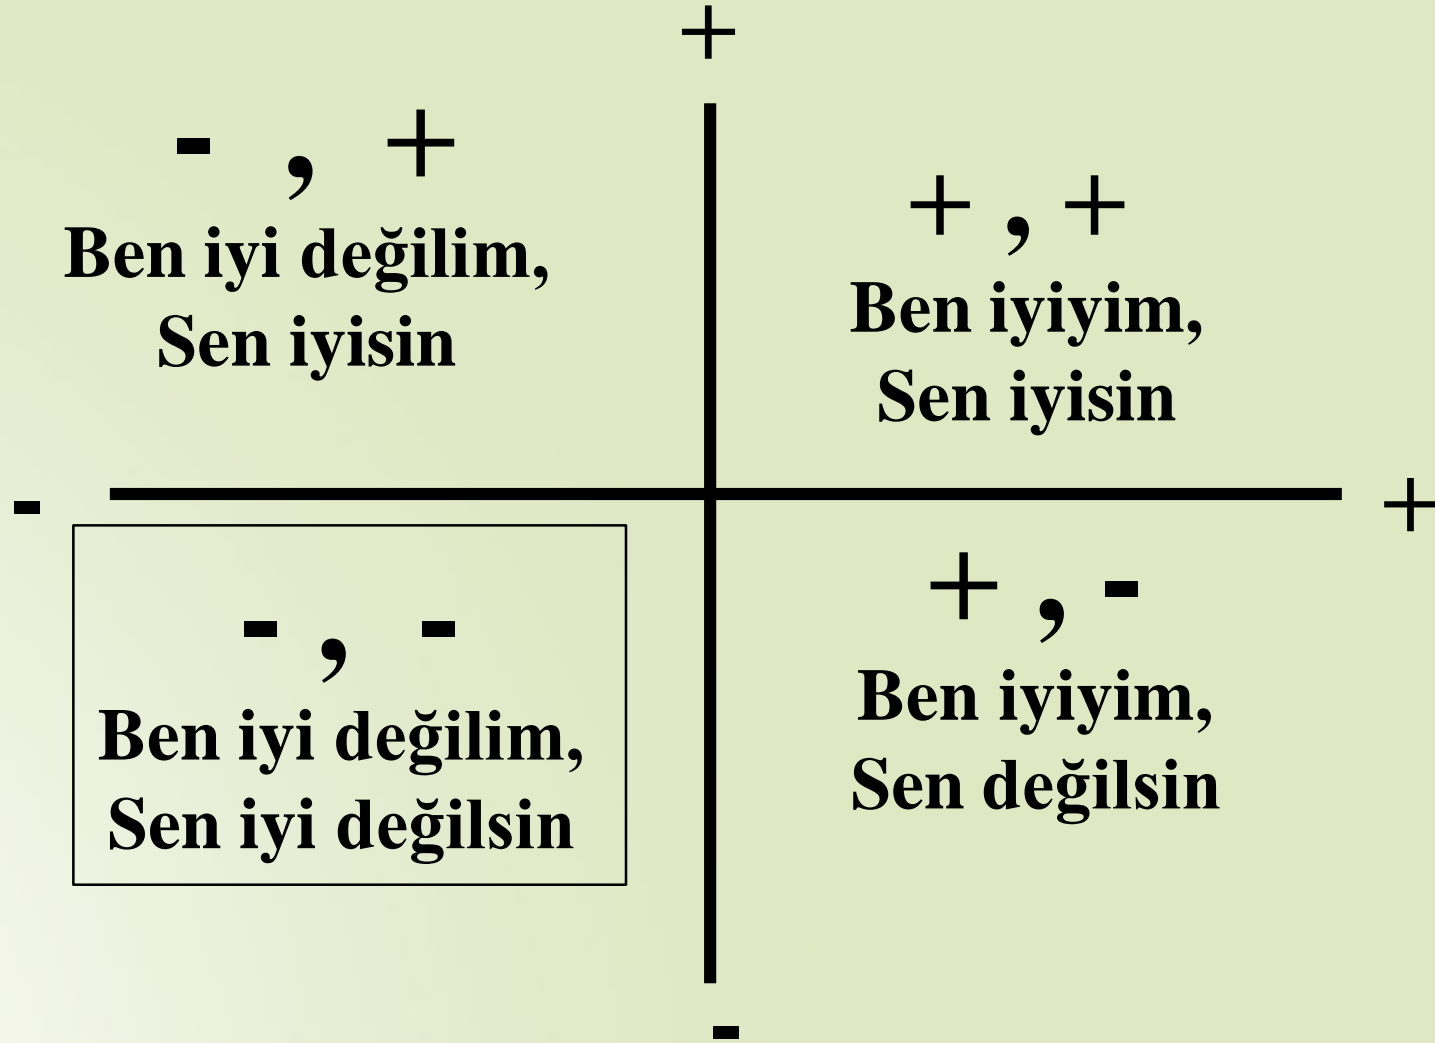 +
- , +
Ben iyi değilim,
Sen iyisin
+ , +
Ben iyiyim,
Sen iyisin
-
+
- , -
Ben iyi değilim,
Sen iyi değilsin
+ , -
Ben iyiyim,
Sen değilsin
-